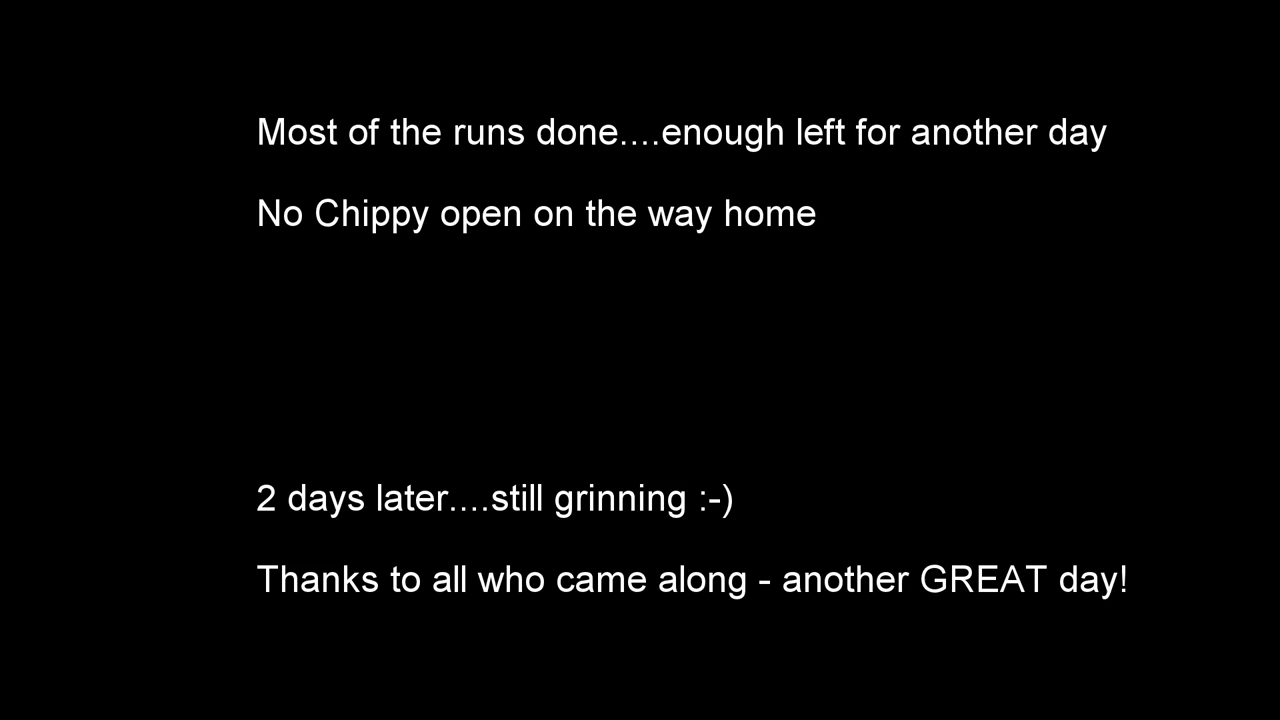 Most of the runs done....enough left for another day
No Chippy open on the way home
2 days later....still grinning :-)
Thanks to all who came along - another GREAT day!